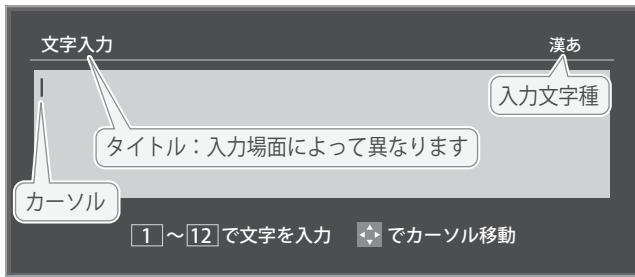 文字入力
漢あ
入力文字種
タイトル：入力場面によって異なります
カーソル
1～12で文字を入力 でカーソル移動